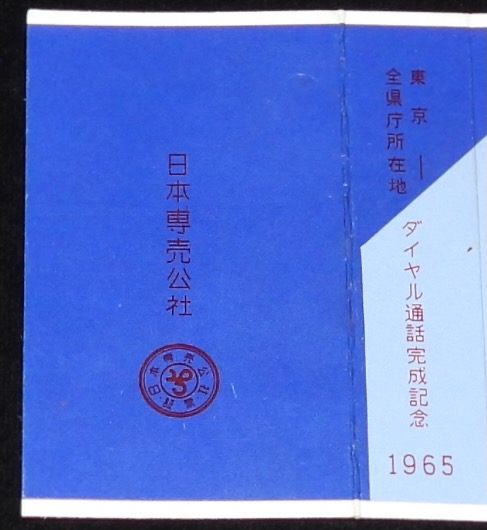 東京―
全県庁所在地
ダイヤル通話完成記念
1965
日本専売公社